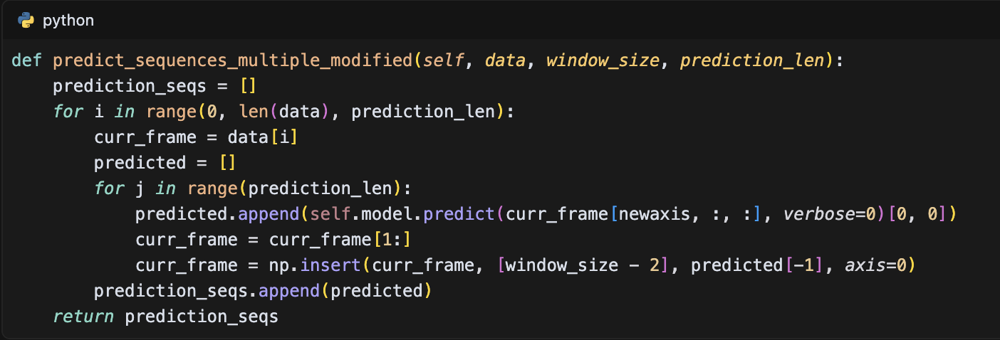 python
def predict_sequences_multiple_modified(self, data, window_size, prediction_len):
    prediction_seqs = []
    for i in range(0, len(data), prediction_len):
        curr_frame = data[i]
        predicted = []
        for j in range(prediction_len):
            predicted.append(self.model.predict(curr_frame[newaxis, :, :], verbose=0)[0, 0])
            curr_frame = curr_frame[1:]
            curr_frame = np.insert(curr_frame, [window_size - 2], predicted[-1], axis=0)
        prediction_seqs.append(predicted)
    return prediction_seqs